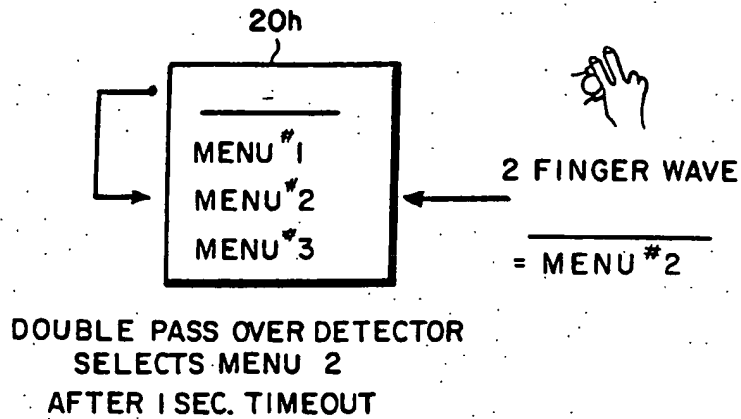 20h
MENU #1
MENU #2
MENU #3
2 FINGER WAVE
= MENU #2
DOUBLE PASS OVER DETECTOR
SELECTS MENU 2
AFTER 1 SEC. TIMEOUT